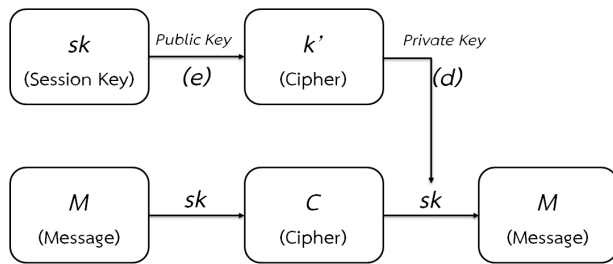 sk
(Session Key)
Public Key
(e)
k’
(Cipher)
Private Key
(d)
M
(Message)
sk
C
(Cipher)
sk
M
(Message)